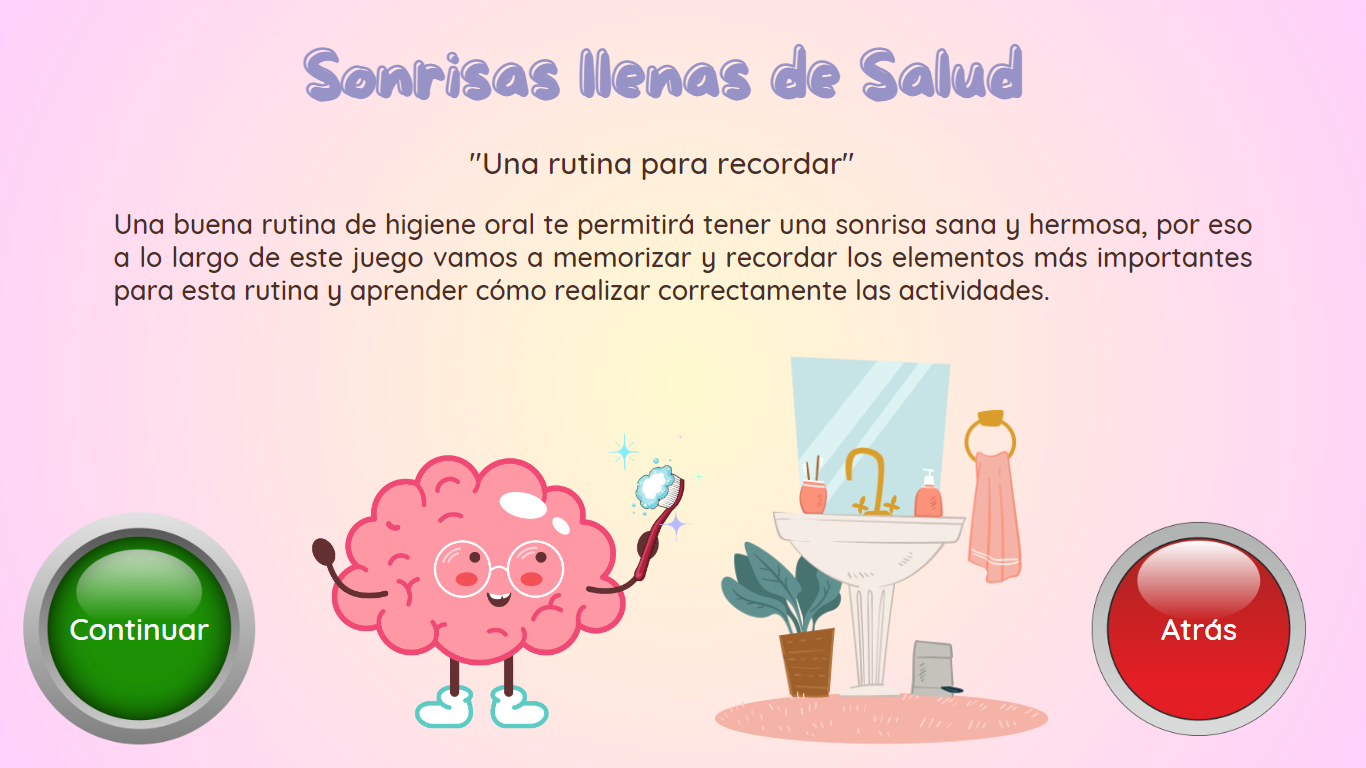 Sonrisas llenas de Salud
"Una rutina para recordar"
Una buena rutina de higiene oral te permitirá tener una sonrisa sana y hermosa, por eso
a lo largo de este juego vamos a memorizar y recordar los elementos más importantes
para esta rutina y aprender cómo realizar correctamente las actividades.
Continuar
Atrás